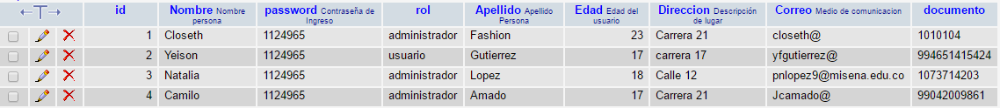 id Nombre Nombre persona password Contraseña de Ingreso rol Apellido Apellido Persona Edad Edad del usuario Direccion Descripción de lugar Correo Medio de comunicacion documento
1 Closeth 1124965 administrador Fashion 23 Carrera 21 closeth@ 1010104
2 Yeison 1124965 usuario Gutierrez 17 carrera 17 yfgutierrez@ 994651415424
3 Natalia 1124965 administrador Lopez 18 Calle 12 pnlopez9@misena.edu.co 1073714203
4 Camilo 1124965 administrador Amado 17 Carrera 21 Jcamado@ 99042009861